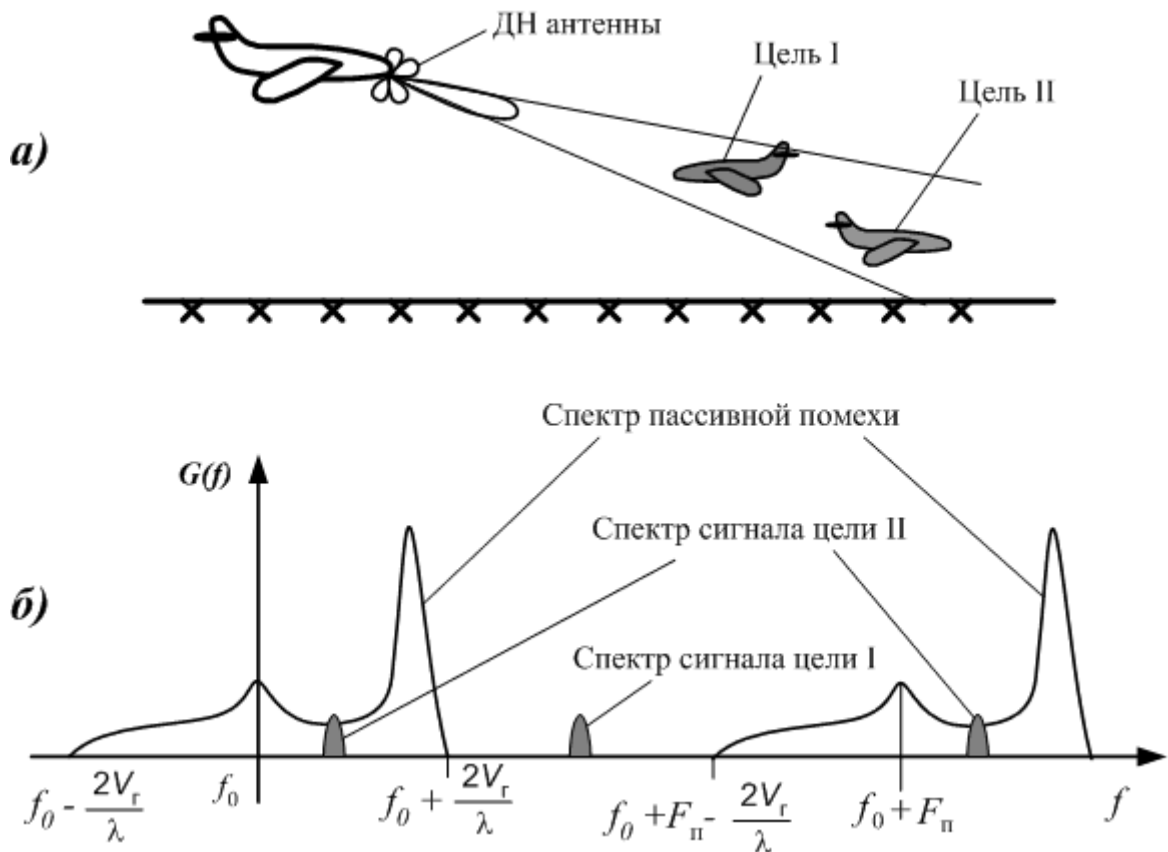 ДН антенны
Цель I
Цель II
а)
Спектр пассивной помехи
G(f)
Спектр сигнала цели II
б)
Спектр сигнала цели I
f₀ - 2Vг/λ
f₀
f₀ + 2Vг/λ
f₀ +Fп- 2Vг/λ
f₀ + Fп
f